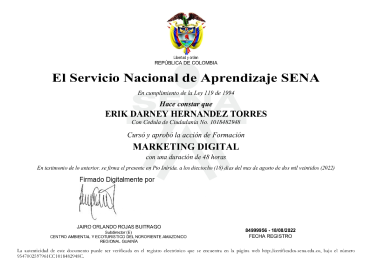 libertad y orden
REPÚBLICA DE COLOMBIA
El Servicio Nacional de Aprendizaje SENA
En cumplimiento de la Ley 119 de 1994
Hace constar que
ERIK DARNEY HERNANDEZ TORRES
Con Cedula de Ciudadania No. 1018482948
Cursó y aprobó la acción de Formación
MARKETING DIGITAL
con una duración de 48 horas
En testimonio de lo anterior, se firma el presente en Pto Inirida, a los dieciocho (18) días del mes de agosto de dos mil veintidos (2022)
Firmado Digitalmente por
JAIRO ORLANDO ROJAS BUITRAGO
Subdirector (E)
CENTRO AMBIENTAL Y ECOTURISTICO DEL NORORIENTE AMAZONICO
REGIONAL GUAINÍA
84999956 - 18/08/2022
FECHA REGISTRO
La autenticidad de este documento puede ser verificada en el registro electrónico que se encuentra en la página web http://certificados.sena.edu.co, bajo el número